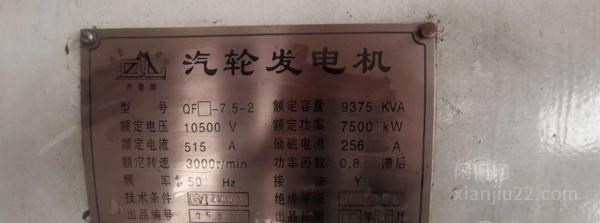 汽轮发电机
型 号 QF□-7.5-2 额定容量 9375 KVA
额定电压 10500 V 额定功率 7500 kW
额定电流 515 A 励磁电流 256 A
额定转速 3000r/min 功率因数 0.8 滞后
频 率 50 Hz 接 法 Y
技术条件 绝缘等级
出品编号
xianjiu22.com